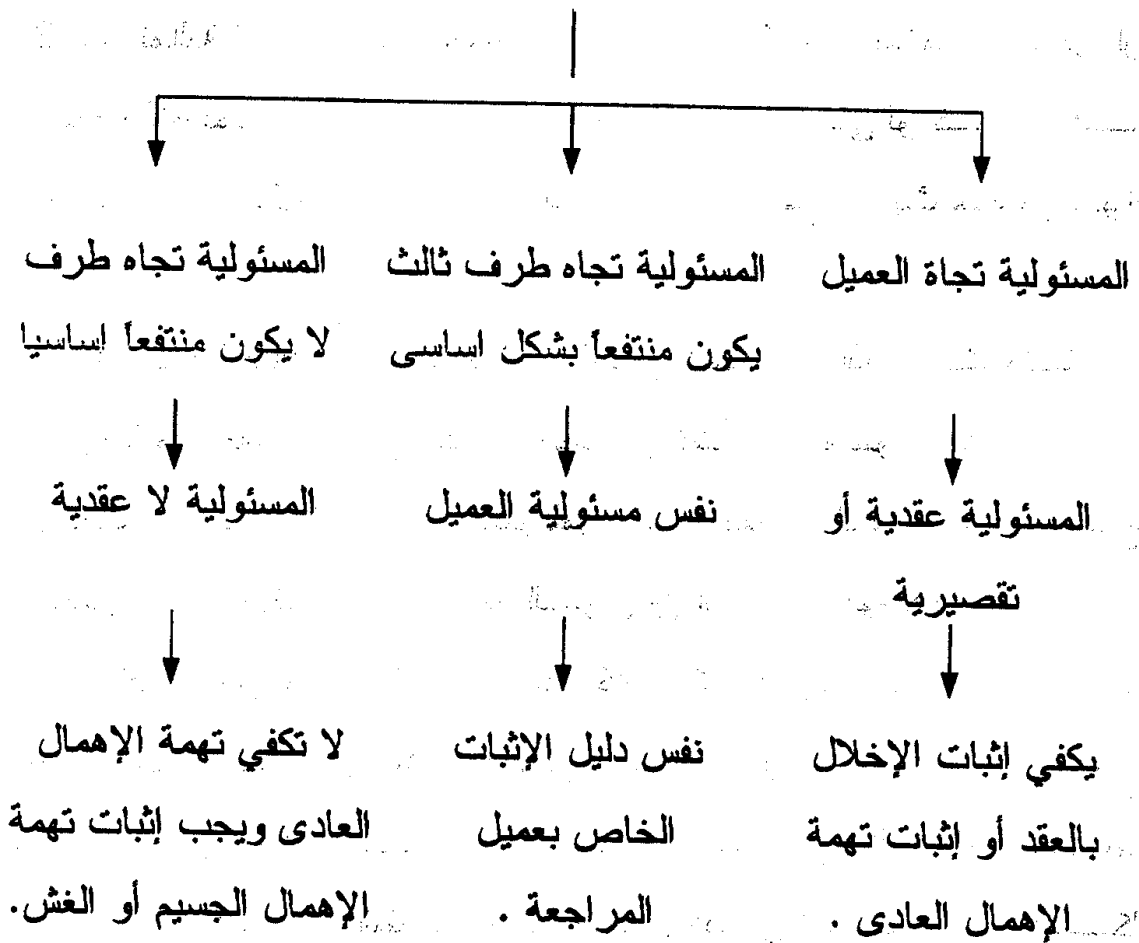 المسئولية تجاة العميل
المسئولية تجاه طرف ثالث
يكون منتفعاً بشكل اساسى
المسئولية تجاه طرف
لا يكون منتفعاً اساسيا
المسئولية عقدية أو
تقصيرية
نفس مسئولية العميل
المسئولية لا عقدية
يكفي إثبات الإخلال
بالعقد أو إثبات تهمة
الإهمال العادى .
نفس دليل الإثبات
الخاص بعميل
المراجعة .
لا تكفي تهمة الإهمال
العادى ويجب إثبات تهمة
الإهمال الجسيم أو الغش.